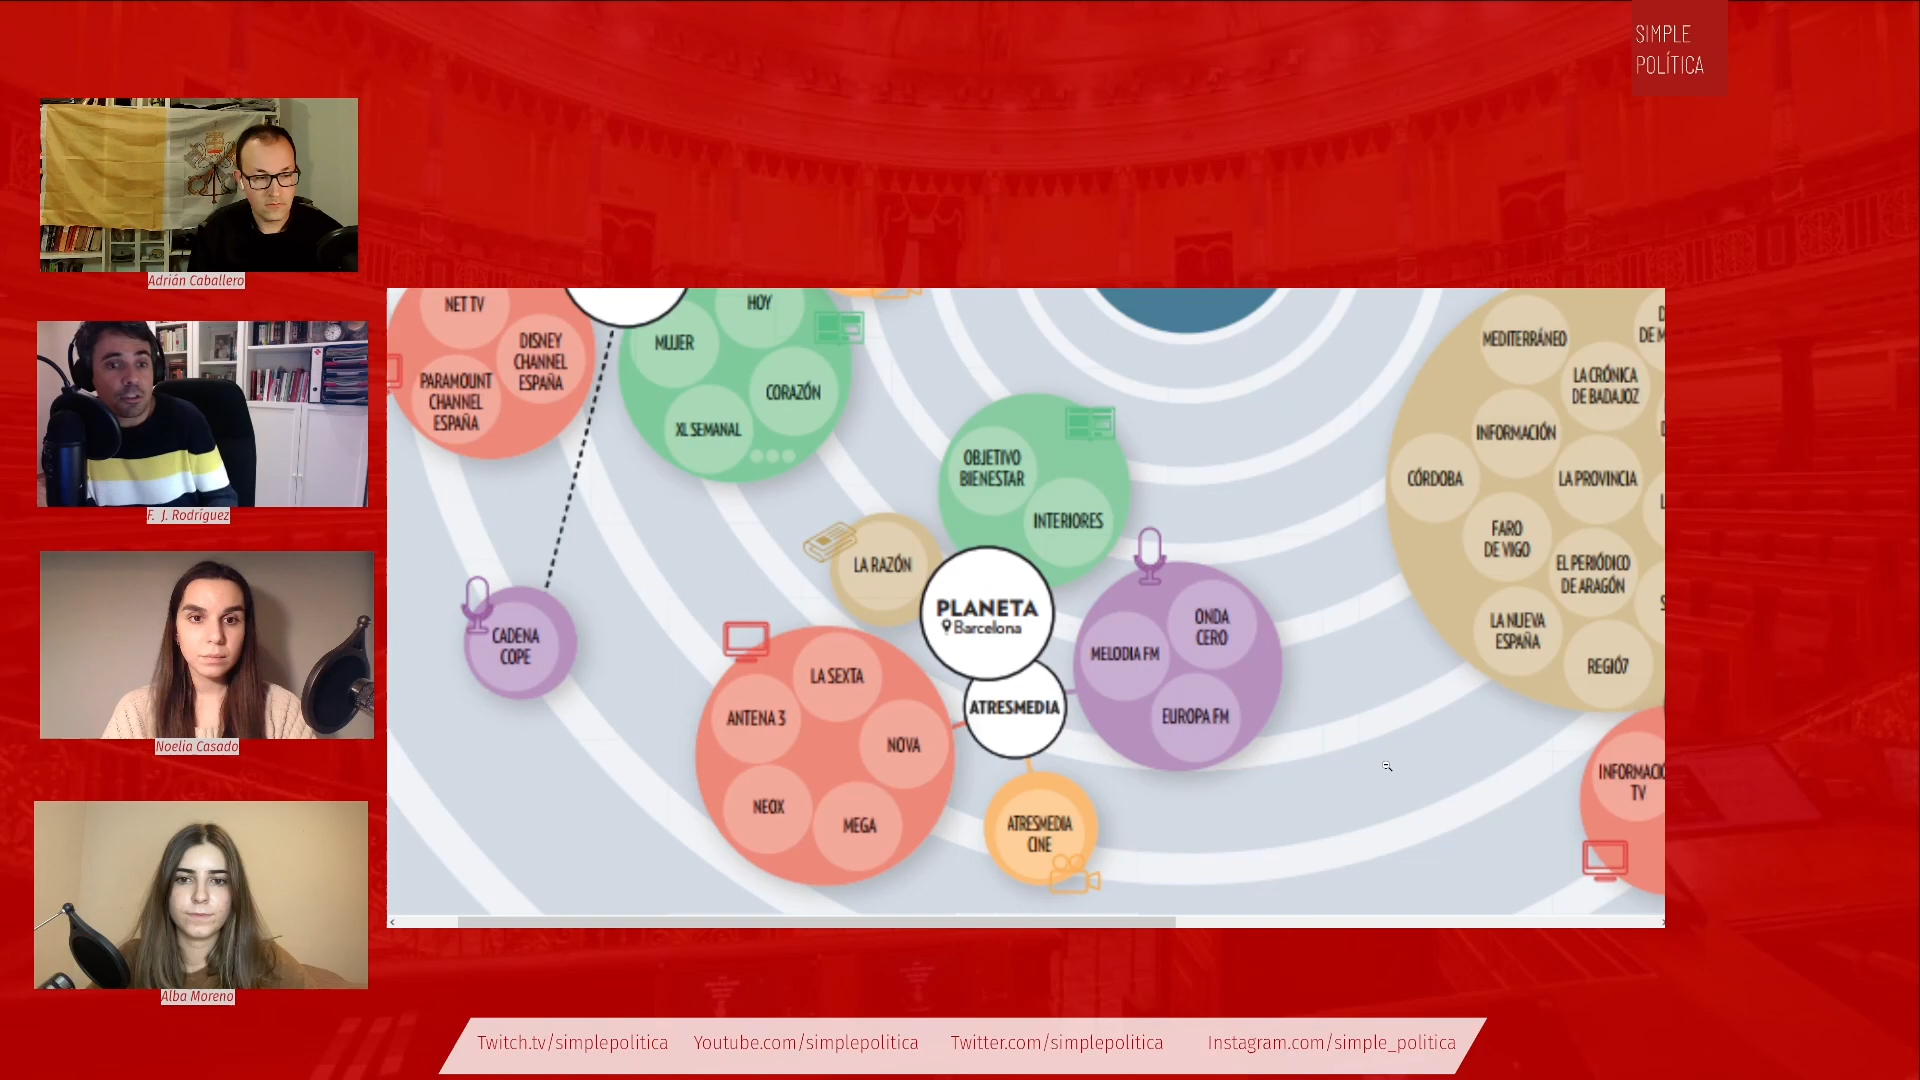 SIMPLE
POLÍTICA
Adrián Caballero
F. J. Rodríguez
Noelia Casado
Alba Moreno
NET TV
DISNEY
CHANNEL
ESPAÑA
PARAMOUNT
CHANNEL
ESPAÑA
HOY
MUJER
CORAZÓN
XL SEMANAL
CADENA
COPE
OBJETIVO
BIENESTAR
INTERIORES
LA RAZÓN
PLANETA
Barcelona
ATRESMEDIA
LA SEXTA
ANTENA 3
NOVA
NEOX
MEGA
ONDA
CERO
MELODIA FM
EUROPA FM
ATRESMEDIA
CINE
MEDITERRÁNEO
DE M
LA CRÓNICA
DE BADAJOZ
INFORMACIÓN
CÓRDOBA
LA PROVINCIA
FARO
DE VIGO
EL PERIÓDICO
DE ARAGÓN
LA NUEVA
ESPAÑA
REGIÓ7
INFORMACIÓ
TV
Twitch.tv/simplepolitica Youtube.com/simplepolitica Twitter.com/simplepolitica Instagram.com/simple_politica